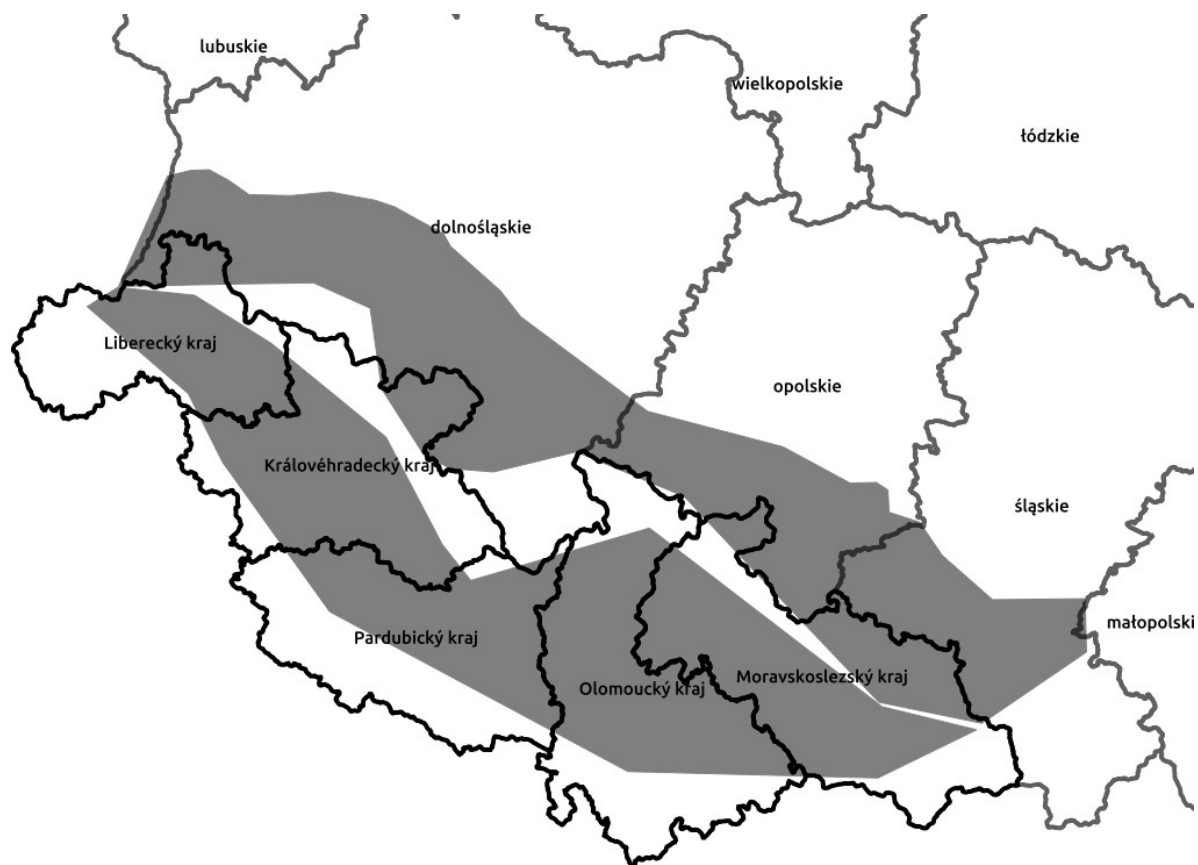 lubuskie
wielkopolskie
łódzkie
dolnośląskie
Liberecký kraj
opolskie
Královéhradecký kraj
śląskie
małopolski
Pardubický kraj
Olomoucký kraj
Moravskoslezský kraj